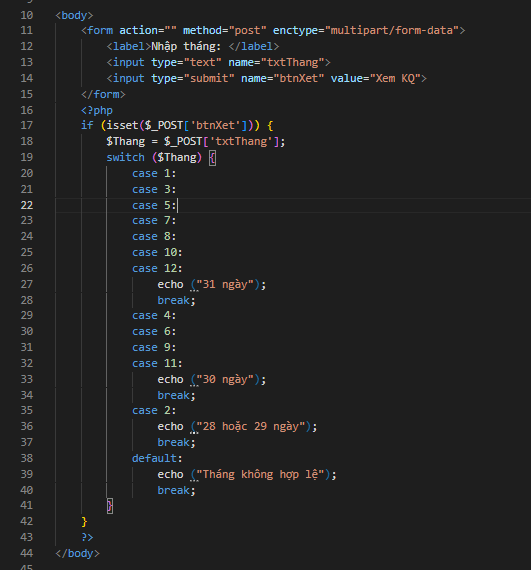 10 <body>
11 <form action="" method="post" enctype="multipart/form-data">
12 <label>Nhập tháng: </label>
13 <input type="text" name="txtThang">
14 <input type="submit" name="btnXet" value="Xem KQ">
15 </form>
16 <?php
17 if (isset($_POST['btnXet'])) {
18 $Thang = $_POST['txtThang'];
19 switch ($Thang) {
20 case 1:
21 case 3:
22 case 5:
23 case 7:
24 case 8:
25 case 10:
26 case 12:
27 echo ("31 ngày");
28 break;
29 case 4:
30 case 6:
31 case 9:
32 case 11:
33 echo ("30 ngày");
34 break;
35 case 2:
36 echo ("28 hoặc 29 ngày");
37 break;
38 default:
39 echo ("Tháng không hợp lệ");
40 break;
41 }
42 }
43 ?>
44 </body>
45